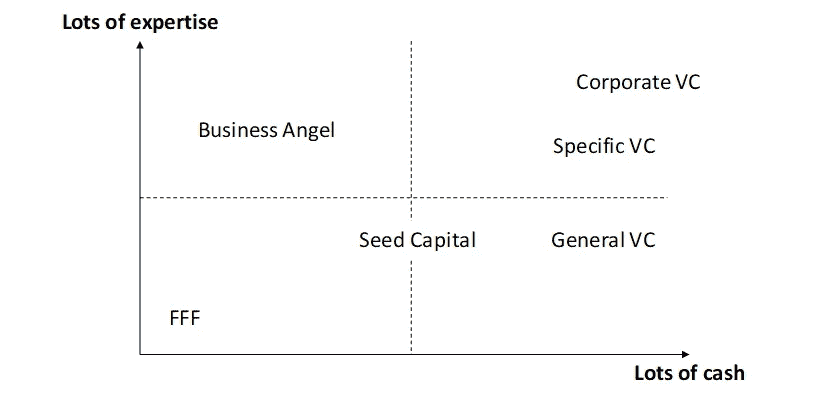 Lots of expertise
Corporate VC
Business Angel
Specific VC
Seed Capital
General VC
FFF
Lots of cash